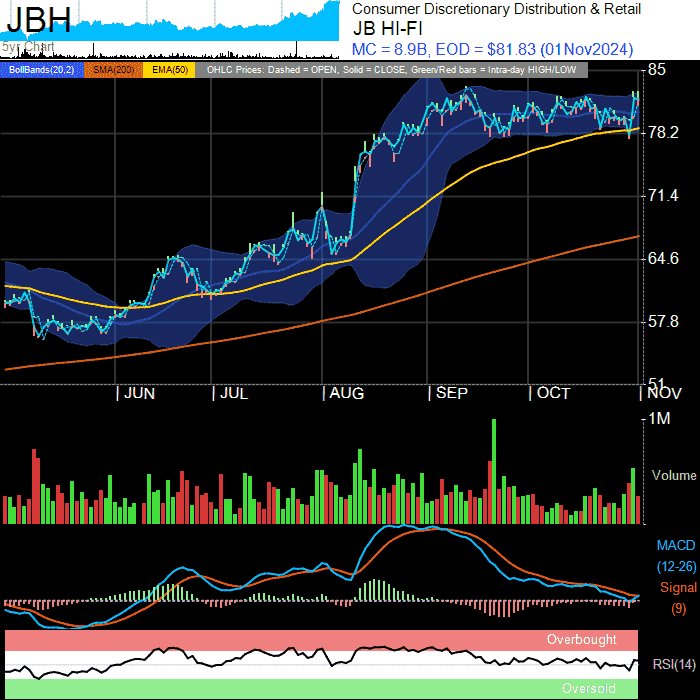 JBH
5yr Chart
Consumer Discretionary Distribution & Retail
JB HI-FI
MC = 8.9B, EOD = $81.83 (01Nov2024)
BollBands(20,2) SMA(200) EMA(50) OHLC Prices: Dashed = OPEN, Solid = CLOSE, Green/Red bars = Intra-day HIGH/LOW
85
78.2
71.4
64.6
57.8
51
JUN JUL AUG SEP OCT NOV
1M
Volume
MACD
(12-26)
Signal
(9)
Overbought
RSI(14)
Oversold